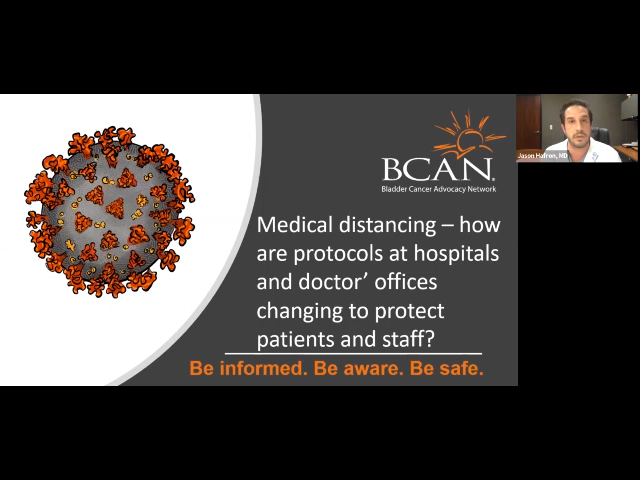 BCAN®
Bladder Cancer Advocacy Network
Jason Hafron, MD
Medical distancing – how
are protocols at hospitals
and doctor’ offices
changing to protect
patients and staff?
Be informed. Be aware. Be safe.